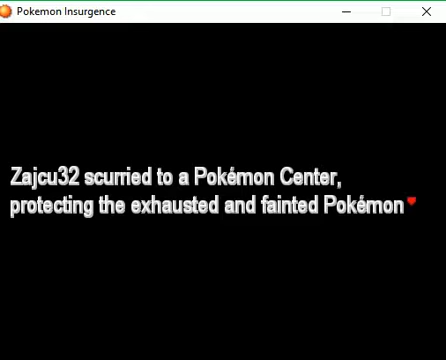 Pokemon Insurgence
Zajcu32 scurried to a Pokémon Center,
protecting the exhausted and fainted Pokémon